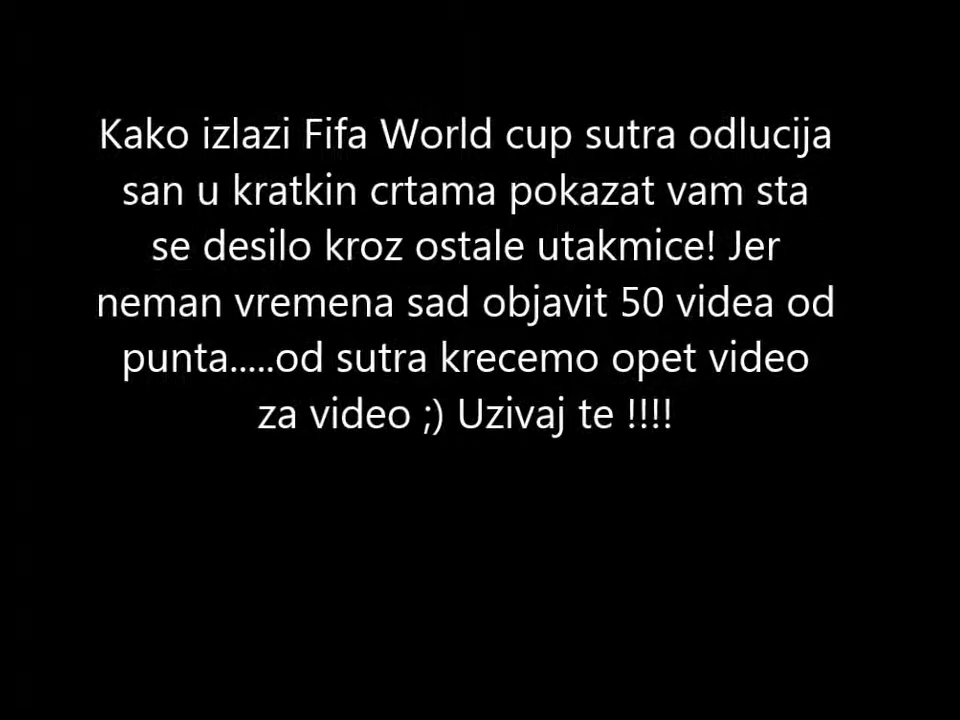 Kako izlazi Fifa World cup sutra odlucija
san u kratkin crtama pokazat vam sta
se desilo kroz ostale utakmice! Jer
neman vremena sad objavit 50 videa od
punta.....od sutra krecemo opet video
za video ;) Uzivaj te !!!!